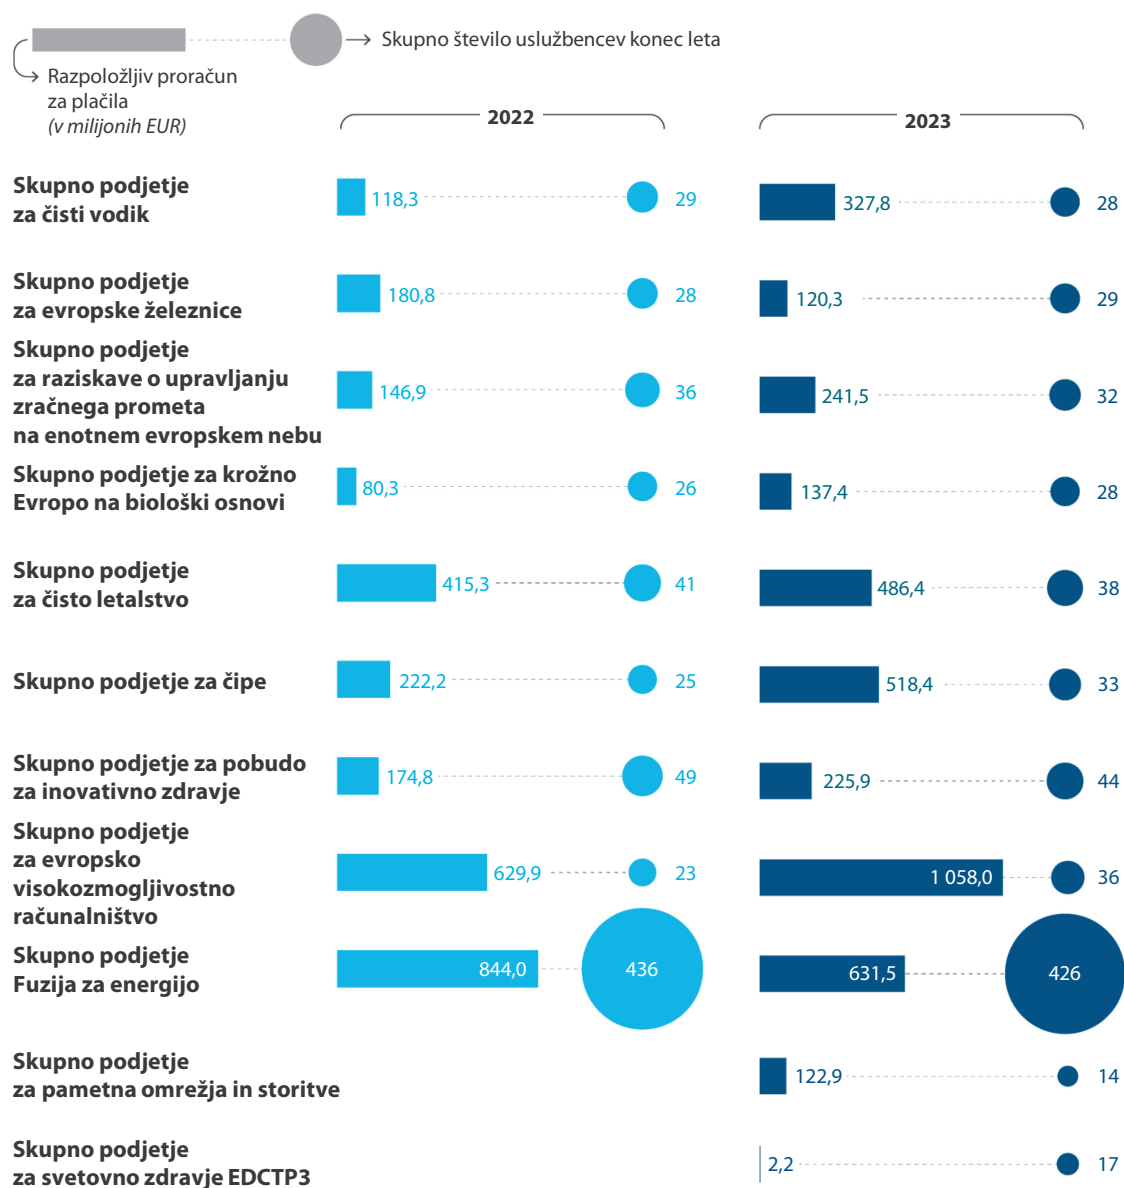 Skupno število uslužbencev konec leta
Razpoložljiv proračun
za plačila
(v milijonih EUR)
2022
2023
Skupno podjetje
za čisti vodik
118,3
29
327,8
28
Skupno podjetje
za evropske železnice
180,8
28
120,3
29
Skupno podjetje
za raziskave o upravljanju
zračnega prometa
na enotnem evropskem nebu
146,9
36
241,5
32
Skupno podjetje za krožno
Evropo na biološki osnovi
80,3
26
137,4
28
Skupno podjetje
za čisto letalstvo
415,3
41
486,4
38
Skupno podjetje za čipe
222,2
25
518,4
33
Skupno podjetje za pobudo
za inovativno zdravje
174,8
49
225,9
44
Skupno podjetje
za evropsko
visokozmogljivostno
računalništvo
629,9
23
1 058,0
36
Skupno podjetje
Fuzija za energijo
844,0
436
631,5
426
Skupno podjetje
za pametna omrežja in storitve
122,9
14
Skupno podjetje
za svetovno zdravje EDCTP3
2,2
17